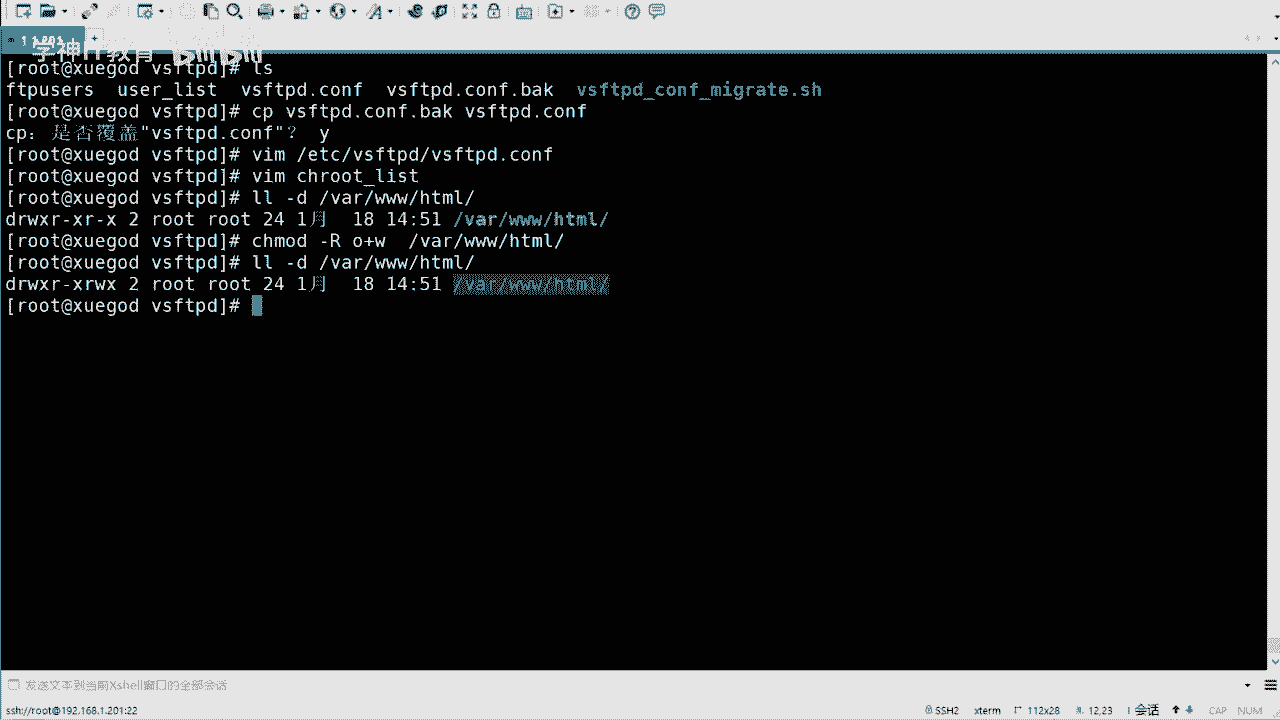 1 1.201
学神IT教育 bilibili
[root@xuegod vsftpd]# ls
ftpusers  user_list  vsftpd.conf  vsftpd.conf.bak  vsftpd_conf_migrate.sh
[root@xuegod vsftpd]# cp vsftpd.conf.bak vsftpd.conf
cp：是否覆盖"vsftpd.conf"？ y
[root@xuegod vsftpd]# vim /etc/vsftpd/vsftpd.conf
[root@xuegod vsftpd]# vim chroot_list
[root@xuegod vsftpd]# ll -d /var/www/html/
drwxr-xr-x 2 root root 24 1月  18 14:51 /var/www/html/
[root@xuegod vsftpd]# chmod -R o+w  /var/www/html/
[root@xuegod vsftpd]# ll -d /var/www/html/
drwxr-xrwx 2 root root 24 1月  18 14:51 /var/www/html/
[root@xuegod vsftpd]#
发送文本到当前Xshell窗口的全部会话
ssh://root@192.168.1.201:22 SSH2 xterm 112x28 12,23 1 会话 CAP NUM